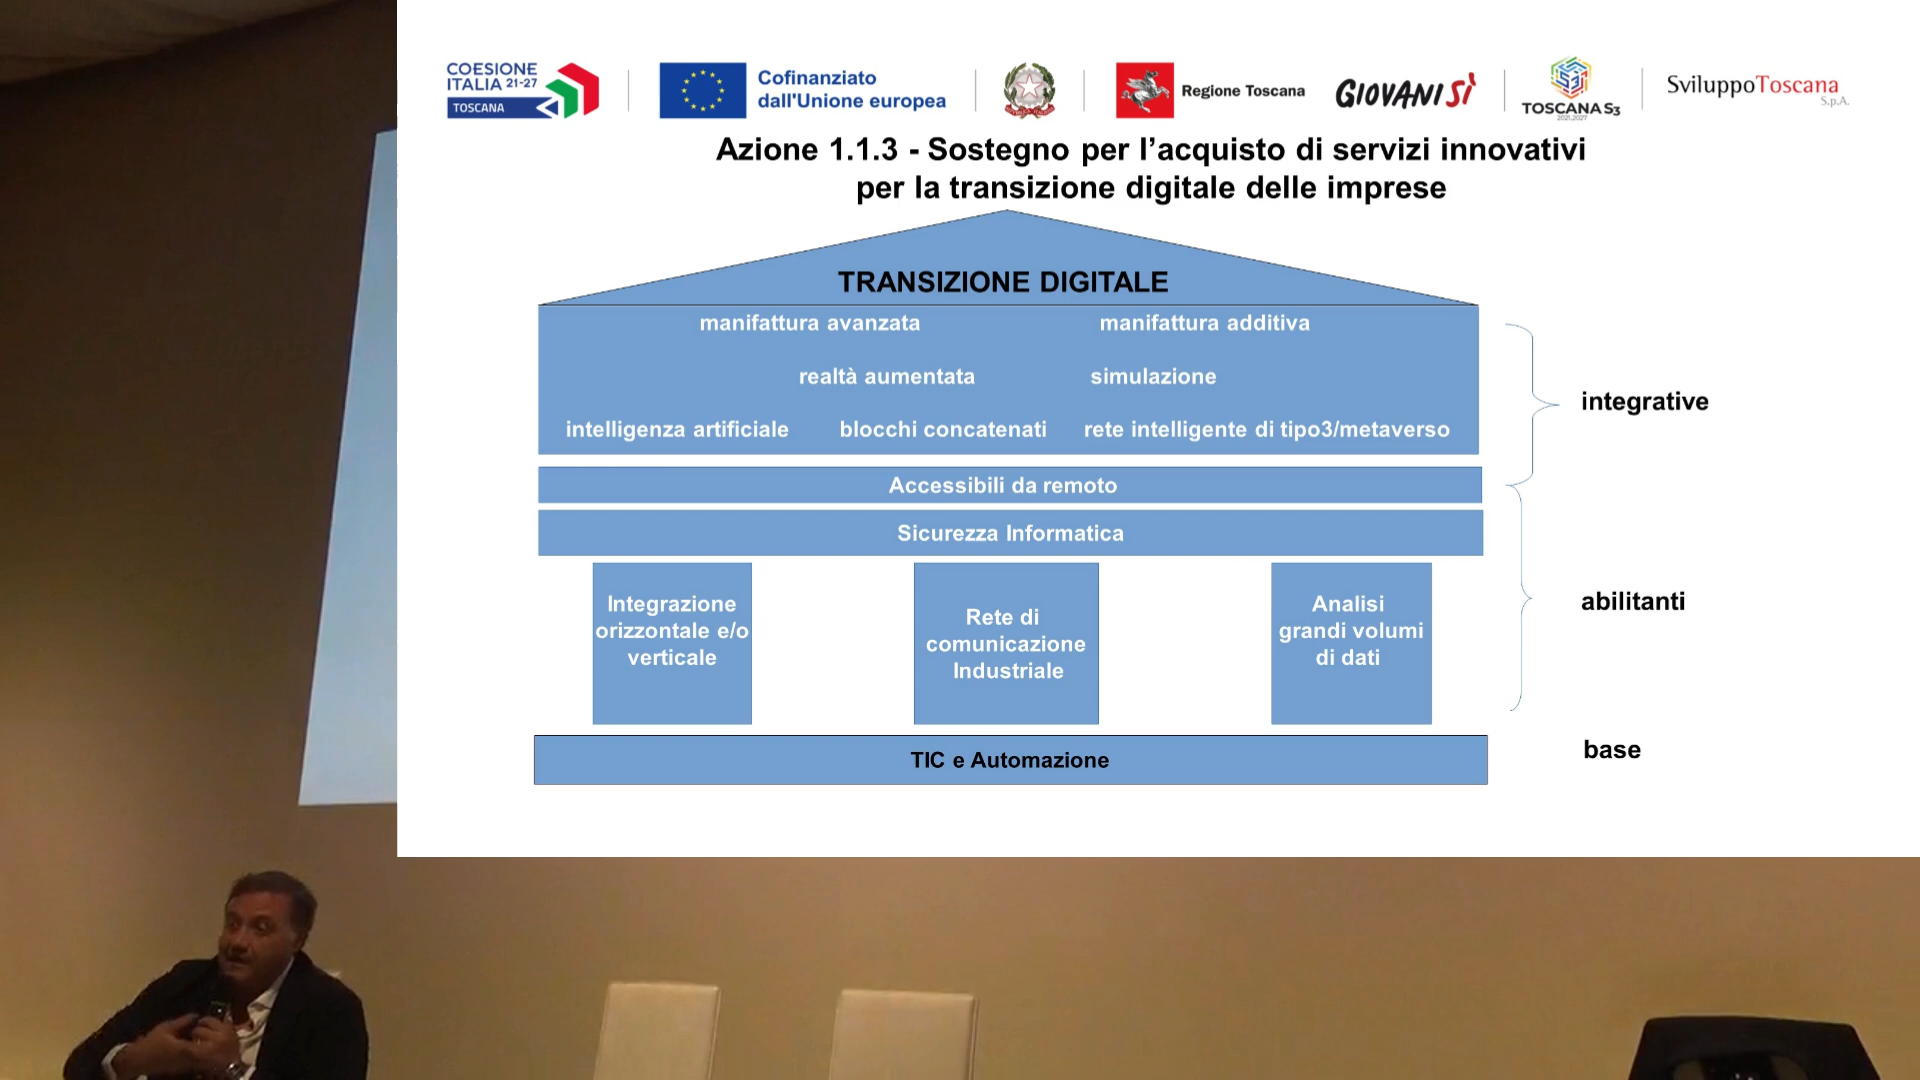 COESIONE
ITALIA 21-27
TOSCANA
Cofinanziato
dall'Unione europea
Regione Toscana
GIOVANISÌ
TOSCANA S3
2021.2027
SviluppoToscana
S.p.A.
Azione 1.1.3 - Sostegno per l’acquisto di servizi innovativi
per la transizione digitale delle imprese
TRANSIZIONE DIGITALE
manifattura avanzata manifattura additiva
realtà aumentata simulazione
intelligenza artificiale blocchi concatenati rete intelligente di tipo3/metaverso
integrative
Accessibili da remoto
Sicurezza Informatica
Integrazione
orizzontale e/o
verticale
Rete di
comunicazione
Industriale
Analisi
grandi volumi
di dati
abilitanti
TIC e Automazione
base